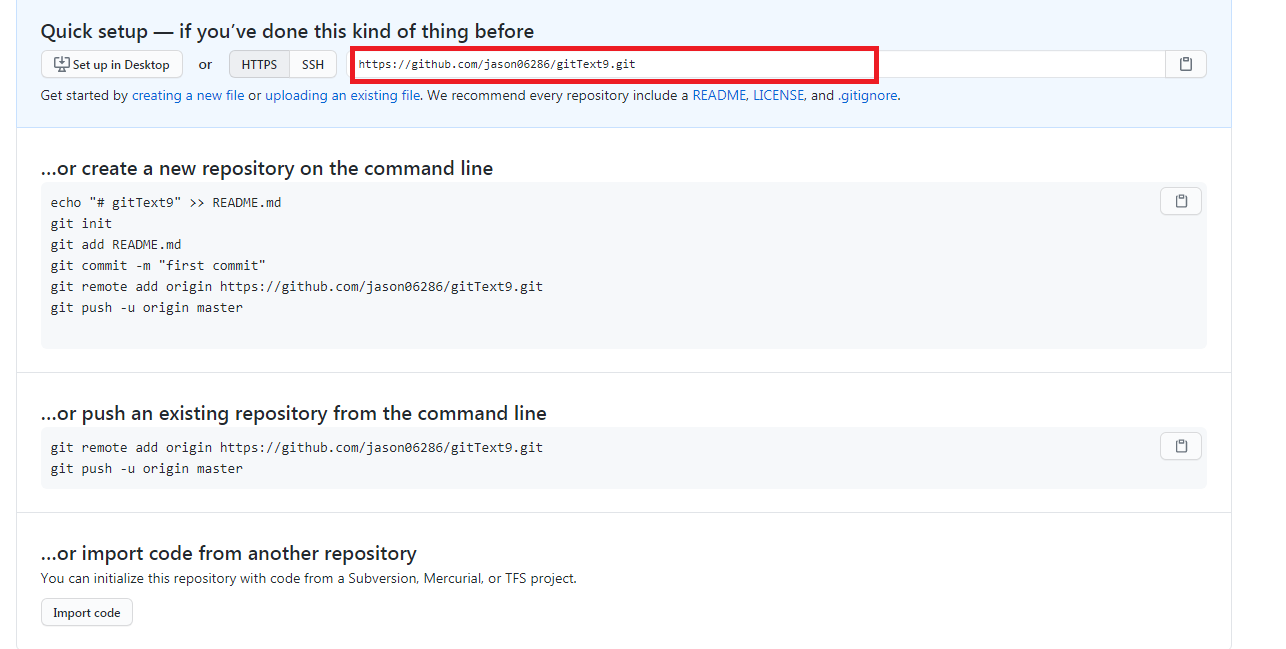 Quick setup — if you’ve done this kind of thing before
Set up in Desktop or HTTPS SSH https://github.com/jason06286/gitText9.git
Get started by creating a new file or uploading an existing file. We recommend every repository include a README, LICENSE, and .gitignore.
…or create a new repository on the command line
echo "# gitText9" >> README.md
git init
git add README.md
git commit -m "first commit"
git remote add origin https://github.com/jason06286/gitText9.git
git push -u origin master
…or push an existing repository from the command line
git remote add origin https://github.com/jason06286/gitText9.git
git push -u origin master
…or import code from another repository
You can initialize this repository with code from a Subversion, Mercurial, or TFS project.
Import code